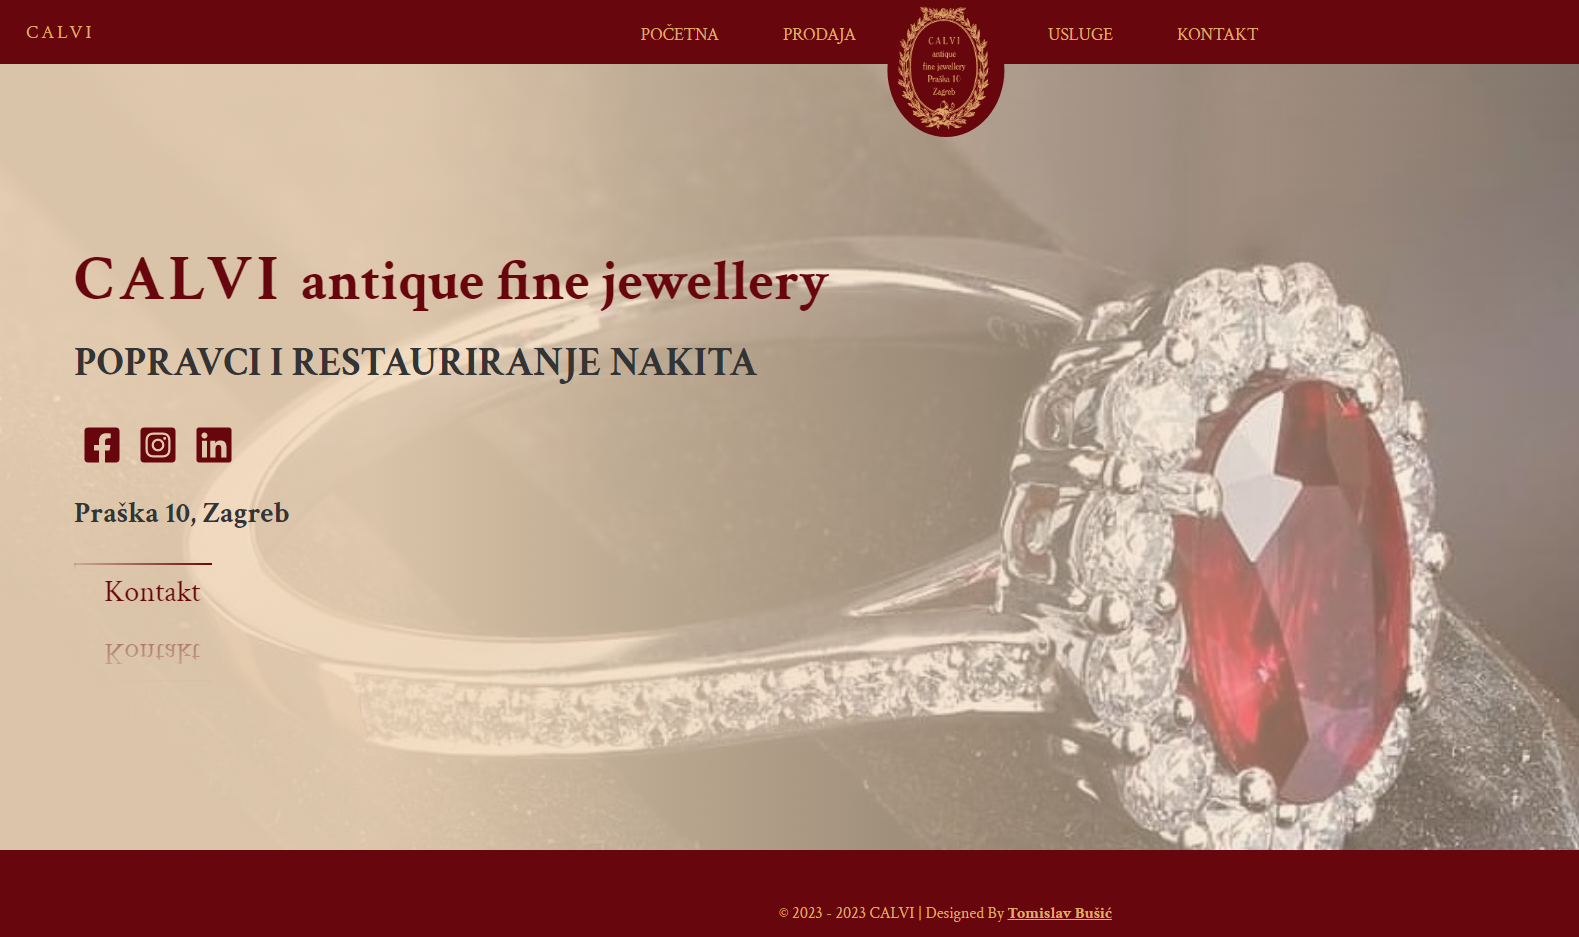 CALVI
POČETNA PRODAJA USLUGE KONTAKT
CALVI
antique
fine jewellery
Praška 10
Zagreb
CALVI antique fine jewellery
POPRAVCI I RESTAURIRANJE NAKITA
Praška 10, Zagreb
Kontakt
Kontakt
© 2023 - 2023 CALVI | Designed By Tomislav Bušić